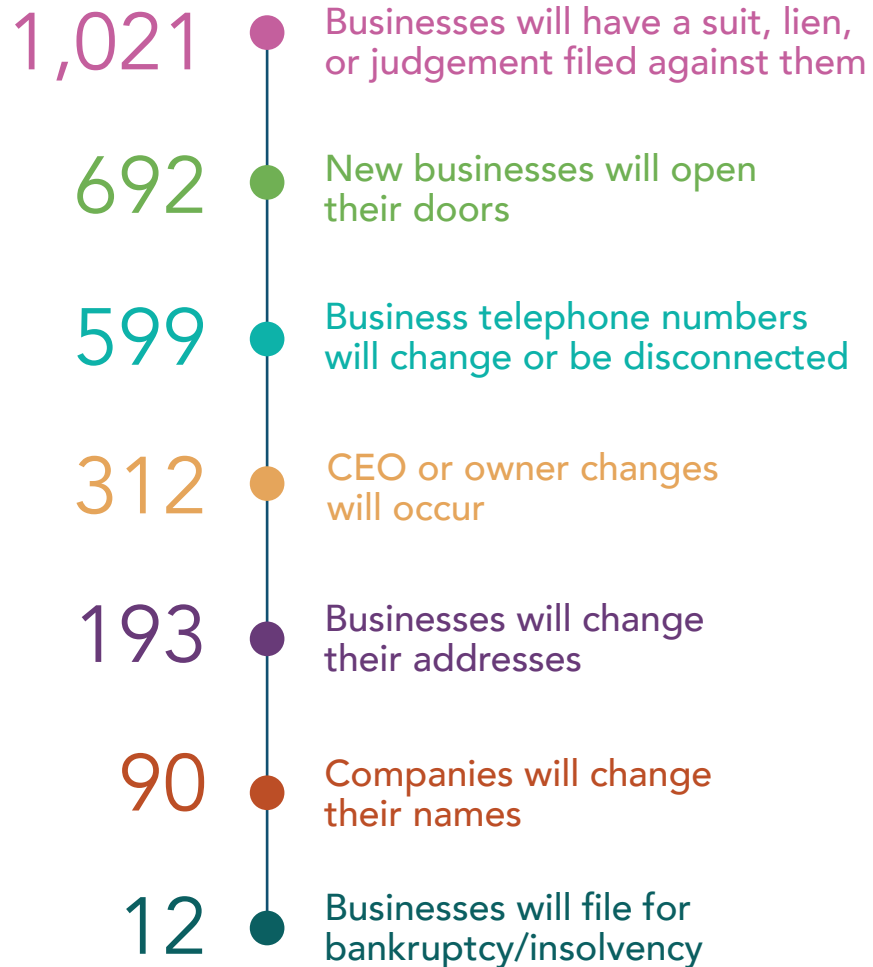 1,021
Businesses will have a suit, lien,
or judgement filed against them
692
New businesses will open
their doors
599
Business telephone numbers
will change or be disconnected
312
CEO or owner changes
will occur
193
Businesses will change
their addresses
90
Companies will change
their names
12
Businesses will file for
bankruptcy/insolvency